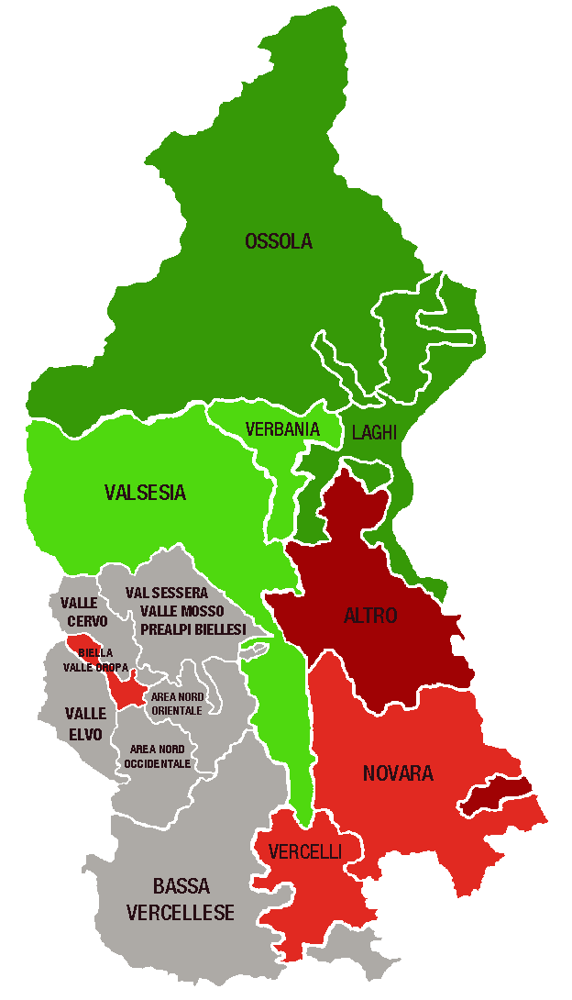 OSSOLA
VERBANIA
LAGHI
VALSESIA
VAL SESSERA
VALLE MOSSO
PREALPI BIELLESI
VALLE
CERVO
ALTRO
BIELLA
VALLE OROPA
AREA NORD
ORIENTALE
VALLE
ELVO
AREA NORD
OCCIDENTALE
NOVARA
VERCELLI
BASSA
VERCELLESE